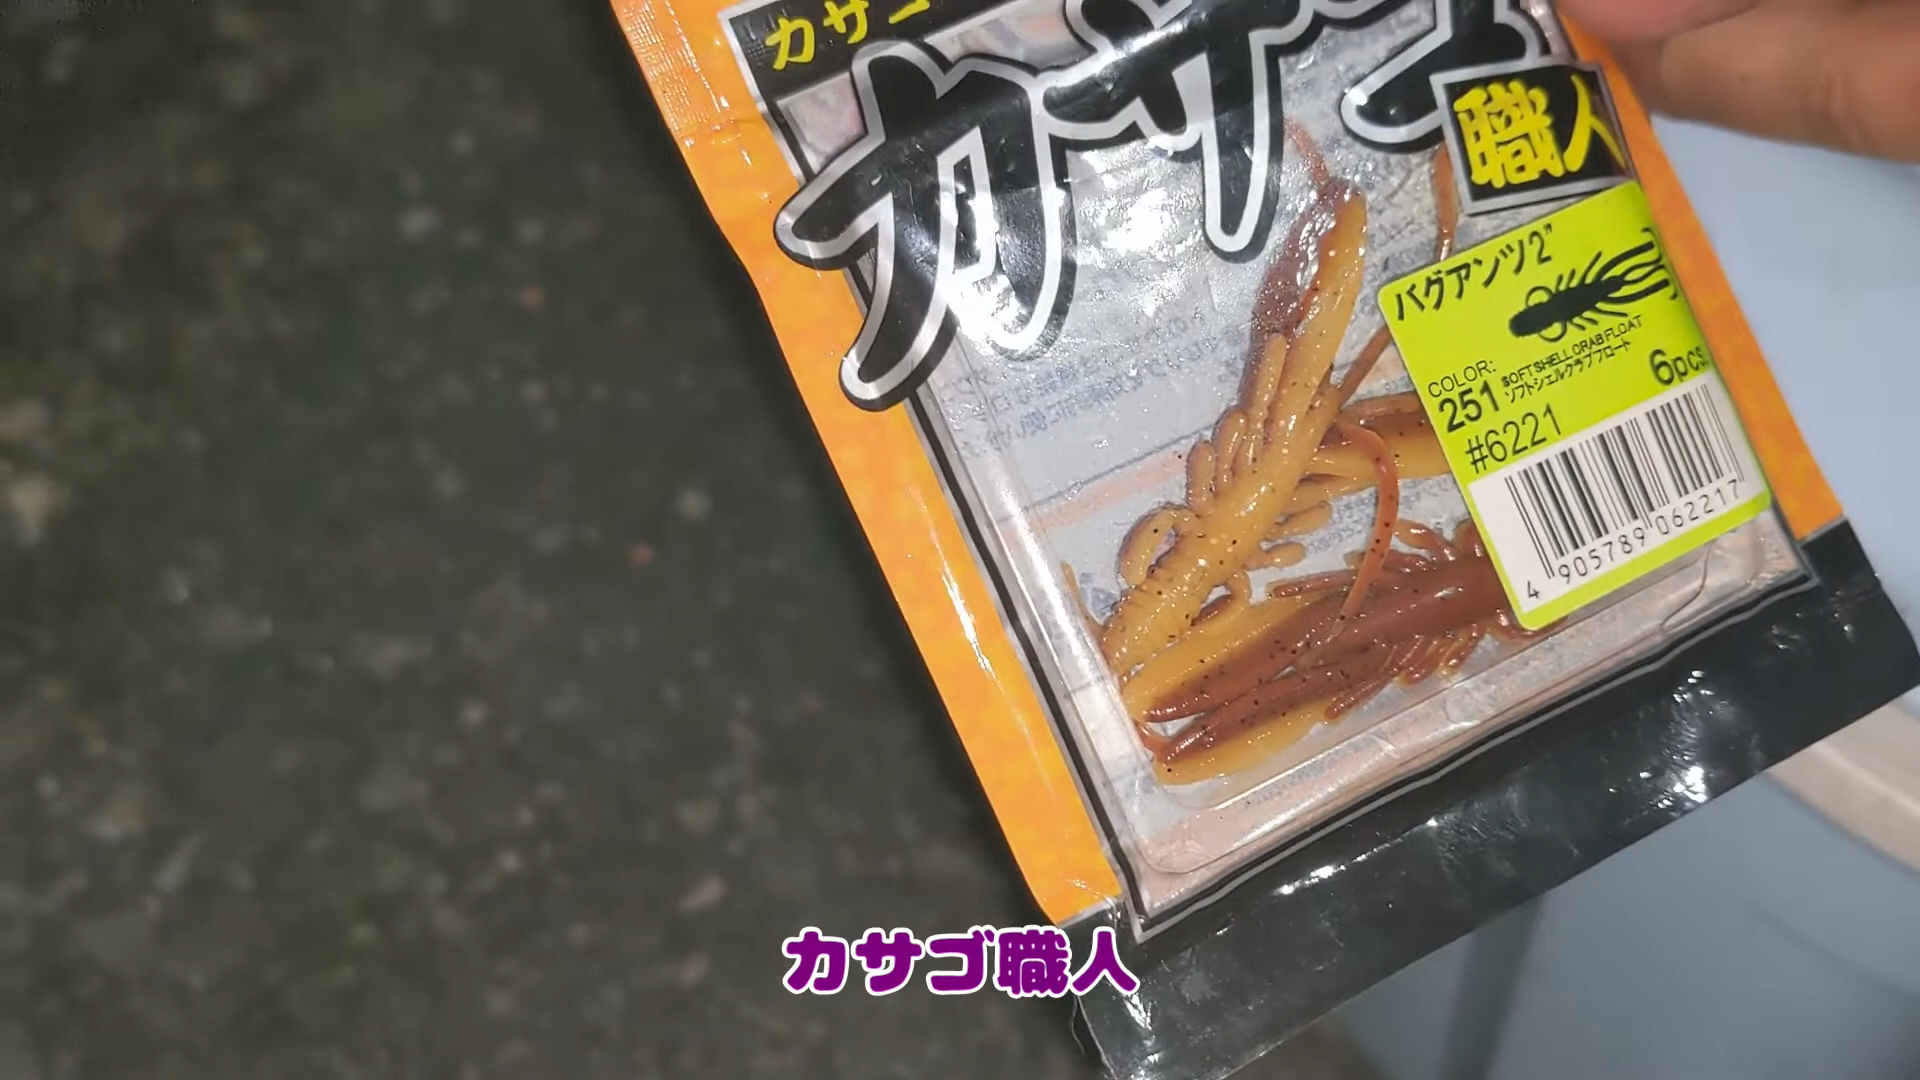 カサゴ
カサゴ
職人
バグアンツ2"
COLOR:
251
SOFT SHELL CRAB FLOAT
ソフトシェルクラブフロート
6pcs
#6221
4 905789 062217
カサゴ職人